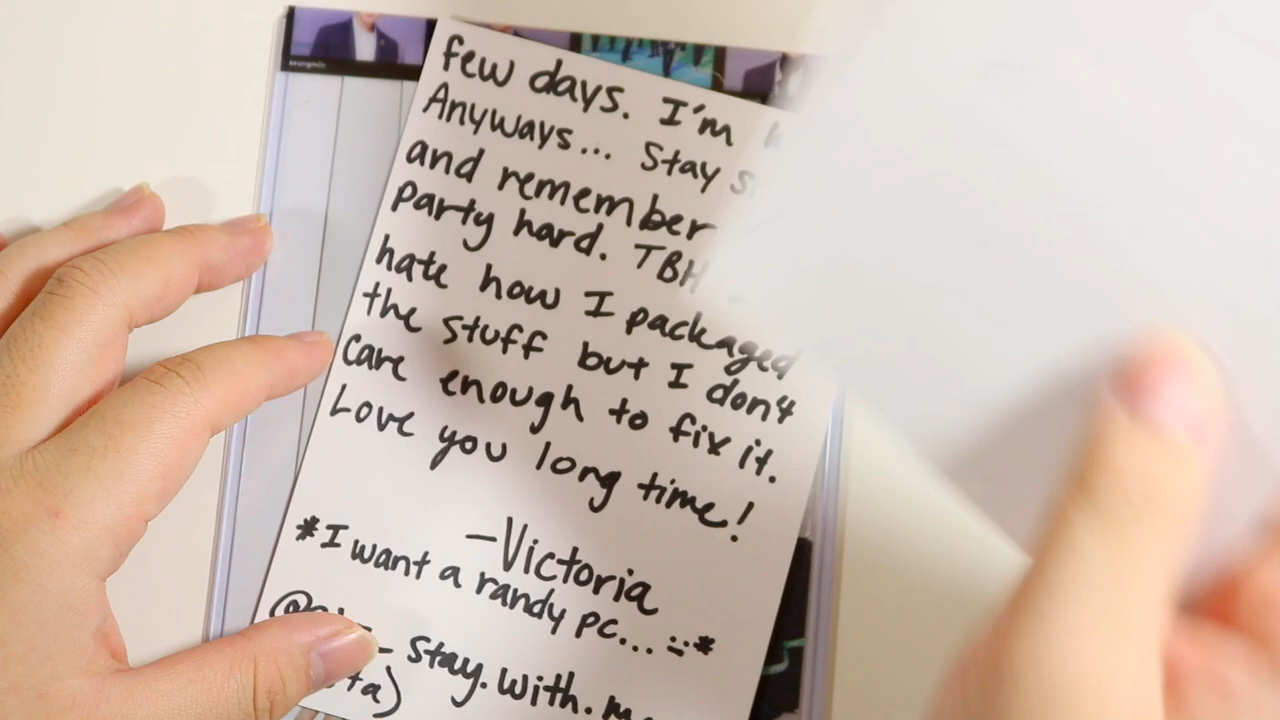 seungmin
few days. I'm
Anyways... Stay
and remember
party hard. TBH
hate how I packaged
the stuff but I don't
care enough to fix it.
Love you long time!
-Victoria
*I want a randy pc... :-*
stay.with.